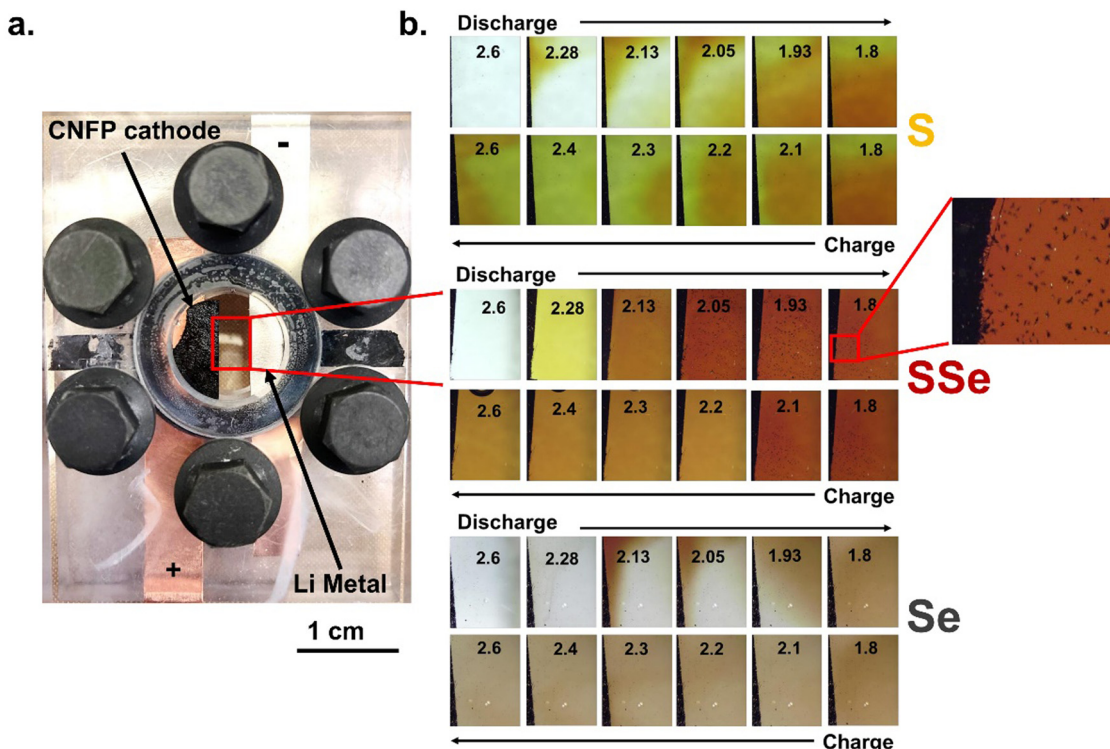 a.
CNFP cathode
-
+
Li Metal
1 cm
b.
Discharge
2.6 2.28 2.13 2.05 1.93 1.8
2.6 2.4 2.3 2.2 2.1 1.8
Charge
S
Discharge
2.6 2.28 2.13 2.05 1.93 1.8
2.6 2.4 2.3 2.2 2.1 1.8
Charge
SSe
Discharge
2.6 2.28 2.13 2.05 1.93 1.8
2.6 2.4 2.3 2.2 2.1 1.8
Charge
Se